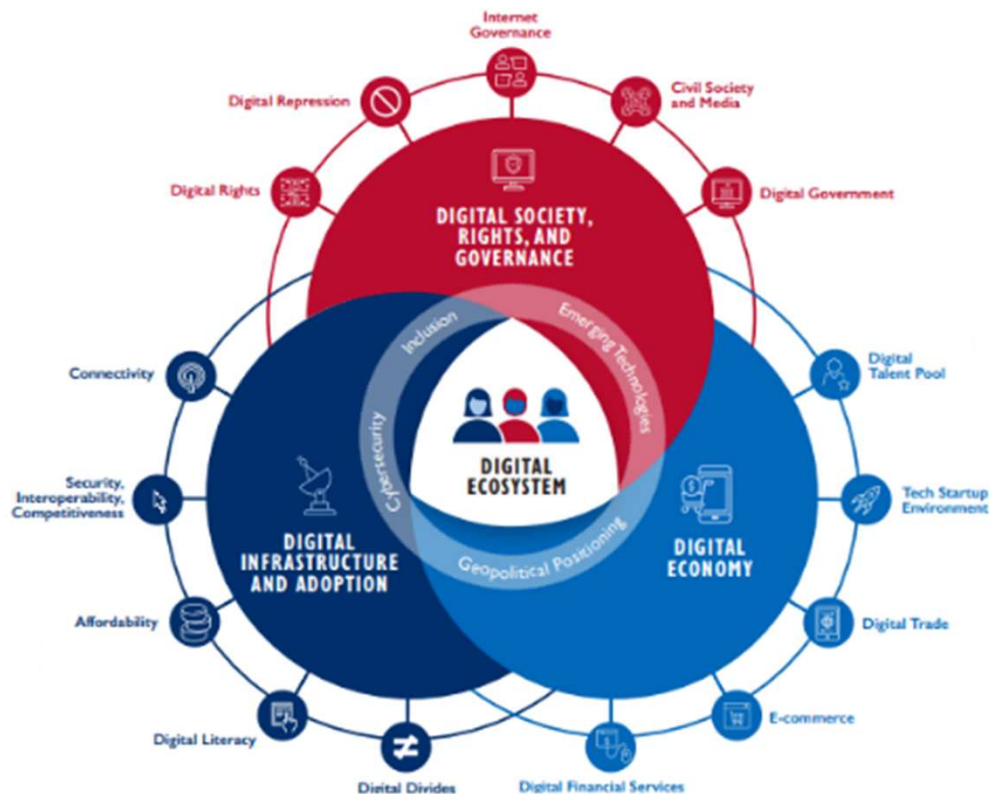 Internet
Governance
Digital Repression
Civil Society
and Media
Digital Rights
Digital Government
DIGITAL SOCIETY,
RIGHTS, AND
GOVERNANCE
Inclusion
Emerging Technologies
Cybersecurity
Geopolitical Positioning
DIGITAL
ECOSYSTEM
Connectivity
Security,
Interoperability,
Competitiveness
Affordability
Digital Literacy
Digital Divides
DIGITAL
INFRASTRUCTURE
AND ADOPTION
DIGITAL
ECONOMY
Digital
Talent Pool
Tech Startup
Environment
Digital Trade
E-commerce
Digital Financial Services